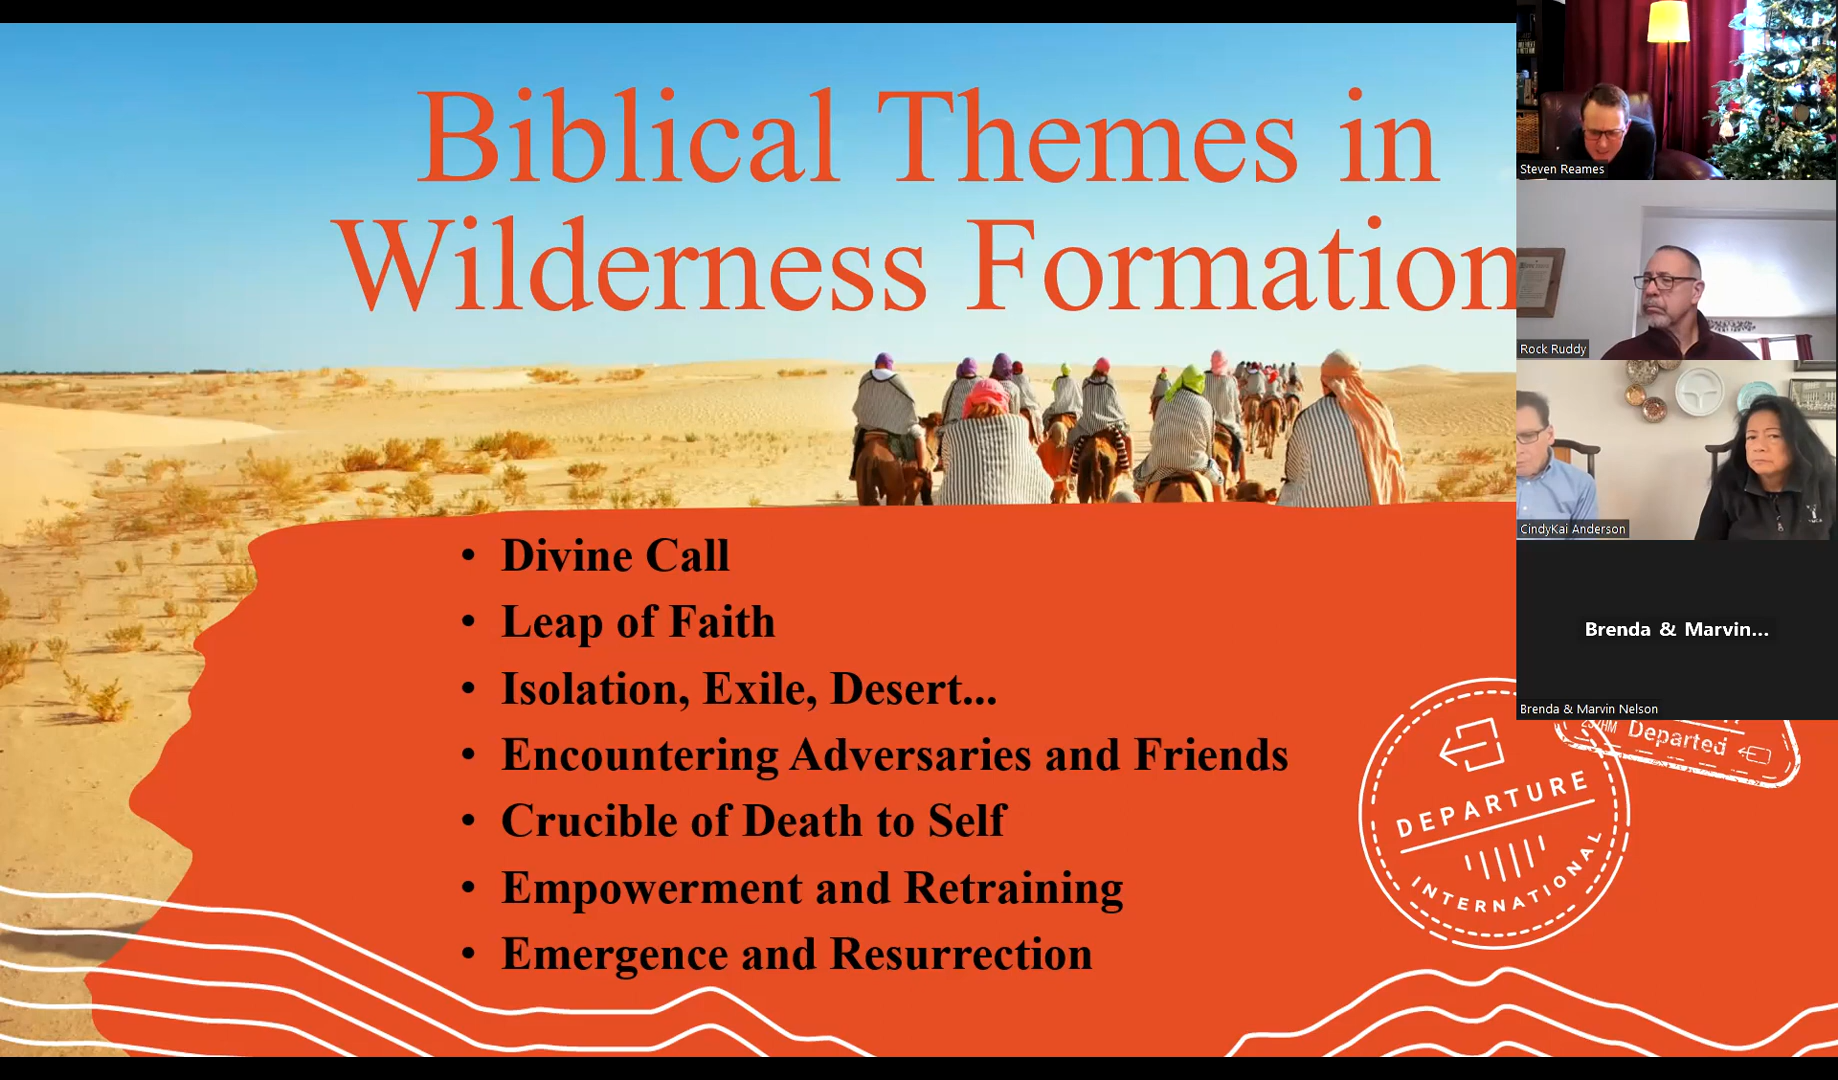 Biblical Themes in
Wilderness Formation
• Divine Call
• Leap of Faith
• Isolation, Exile, Desert...
• Encountering Adversaries and Friends
• Crucible of Death to Self
• Empowerment and Retraining
• Emergence and Resurrection
DEPARTURE
INTERNATIONAL
Departed
Steven Reames
Rock Ruddy
CindyKai Anderson
Brenda & Marvin...
Brenda & Marvin Nelson